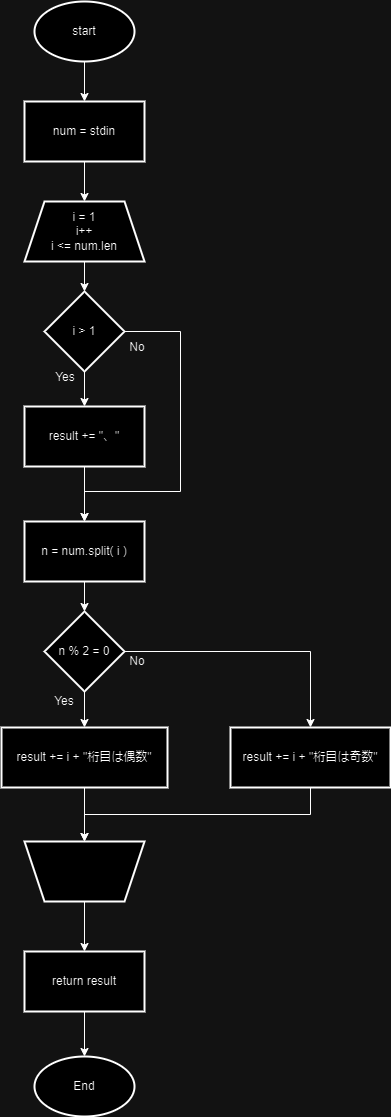 start
num = stdin
i = 1
i++
i <= num.len
i > 1
No
Yes
result += "、"
n = num.split( i )
n % 2 = 0
No
Yes
result += i + "桁目は偶数"
result += i + "桁目は奇数"
return result
End